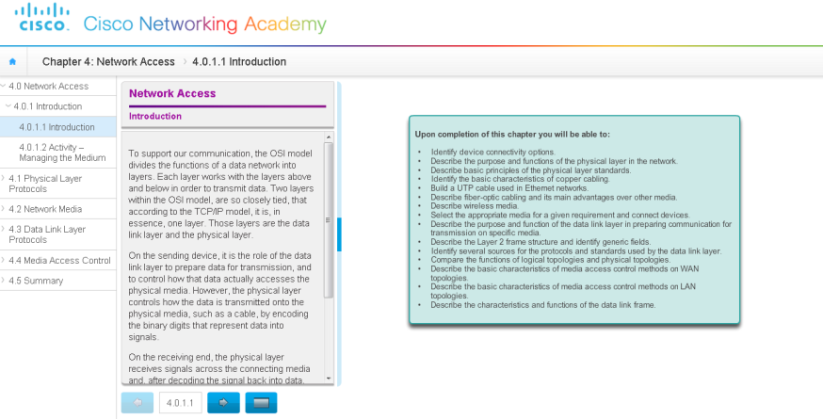 CISCO. Cisco Networking Academy
Chapter 4: Network Access > 4.0.1.1 Introduction
4.0 Network Access
4.0.1 Introduction
4.0.1.1 Introduction
4.0.1.2 Activity –
Managing the Medium
4.1 Physical Layer
Protocols
4.2 Network Media
4.3 Data Link Layer
Protocols
4.4 Media Access Control
4.5 Summary
Network Access
Introduction
To support our communication, the OSI model
divides the functions of a data network into
layers. Each layer works with the layers above
and below in order to transmit data. Two layers
within the OSI model, are so closely tied, that
according to the TCP/IP model, it is, in
essence, one layer. Those layers are the data
link layer and the physical layer.
On the sending device, it is the role of the data
link layer to prepare data for transmission, and
to control how that data actually accesses the
physical media. However, the physical layer
controls how the data is transmitted onto the
physical media, such as a cable, by encoding
the binary digits that represent data into
signals.
On the receiving end, the physical layer
receives signals across the connecting media
and, after decoding the signal back into data,
4.0.1.1
Upon completion of this chapter you will be able to:
• Identify device connectivity options.
• Describe the purpose and functions of the physical layer in the network.
• Describe basic principles of the physical layer standards.
• Identify the basic characteristics of copper cabling.
• Build a UTP cable used in Ethernet networks.
• Describe fiber-optic cabling and its main advantages over other media.
• Describe wireless media.
• Select the appropriate media for a given requirement and connect devices.
• Describe the purpose and function of the data link layer in preparing communication for
transmission on specific media.
• Describe the Layer 2 frame structure and identify generic fields.
• Identify several sources for the protocols and standards used by the data link layer.
• Compare the functions of logical topologies and physical topologies.
• Describe the basic characteristics of media access control methods on WAN
topologies.
• Describe the basic characteristics of media access control methods on LAN
topologies.
• Describe the characteristics and functions of the data link frame.